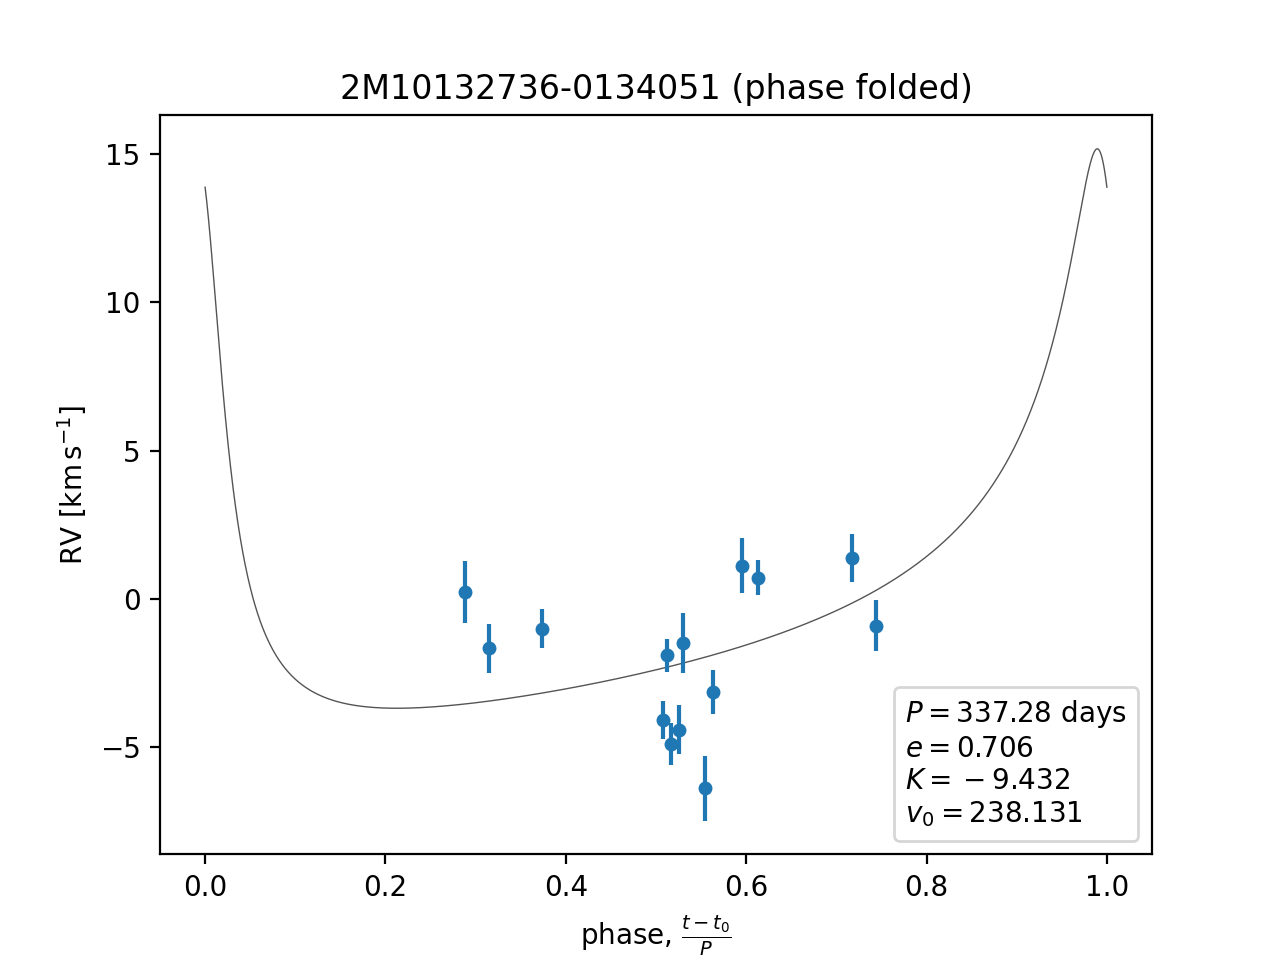 2M10132736-0134051 (phase folded)
RV [km s⁻¹]
15
10
5
0
−5
P = 337.28 days
e = 0.706
K = −9.432
v₀ = 238.131
0.0 0.2 0.4 0.6 0.8 1.0
phase, (t − t₀)/P